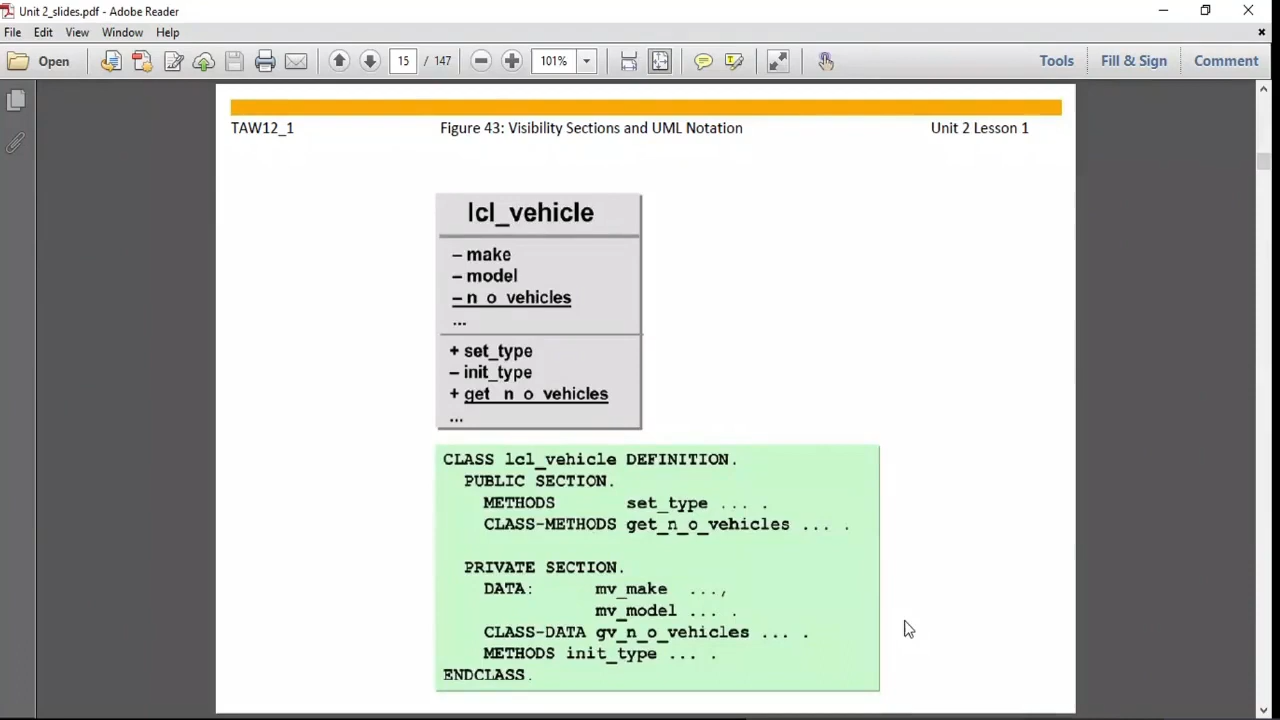 Unit 2_slides.pdf - Adobe Reader
File Edit View Window Help
Open 15 / 147 101% Tools Fill & Sign Comment
TAW12_1 Figure 43: Visibility Sections and UML Notation Unit 2 Lesson 1
lcl_vehicle
– make
– model
– n_o_vehicles
...
+ set_type
– init_type
+ get_n_o_vehicles
...
CLASS lcl_vehicle DEFINITION.
PUBLIC SECTION.
METHODS set_type ... .
CLASS-METHODS get_n_o_vehicles ... .
PRIVATE SECTION.
DATA: mv_make ...,
mv_model ... .
CLASS-DATA gv_n_o_vehicles ... .
METHODS init_type ... .
ENDCLASS.